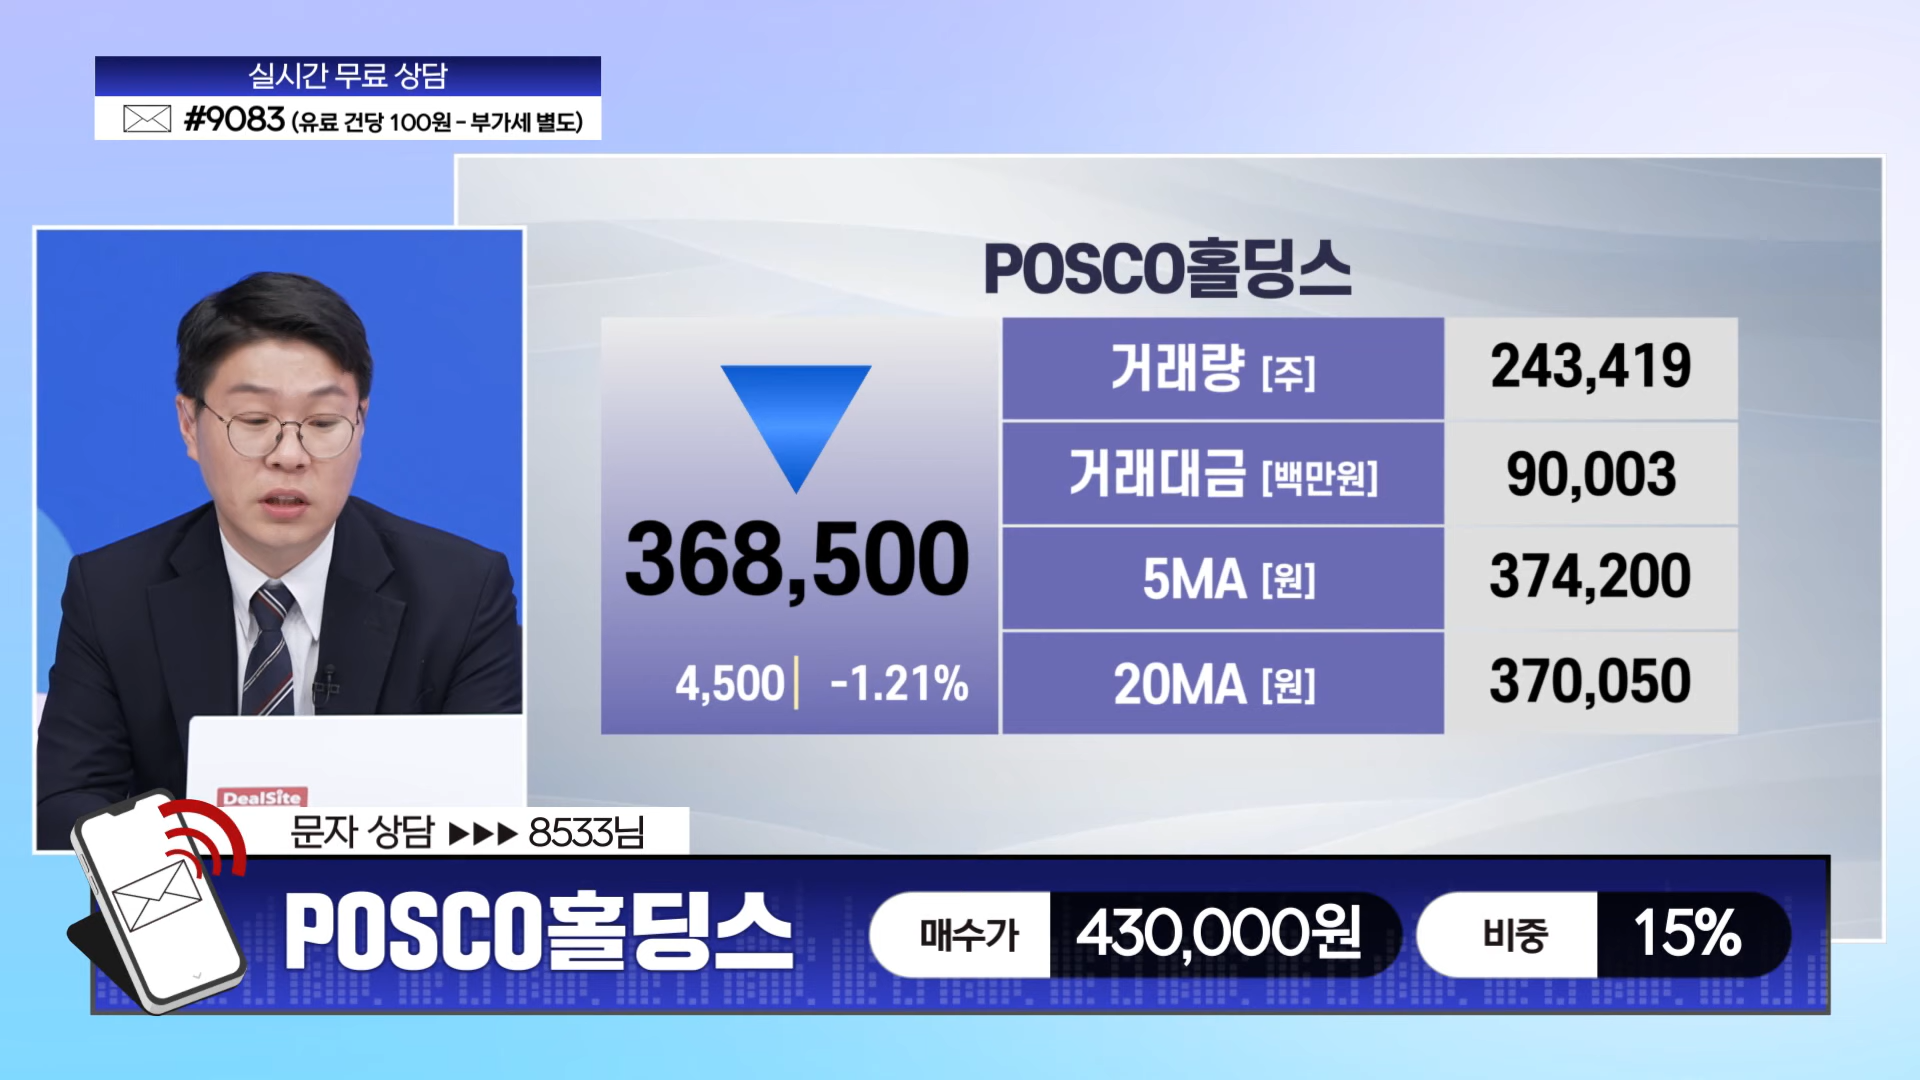 실시간 무료 상담
#9083 (유료 건당 100원 - 부가세 별도)
POSCO홀딩스
368,500
4,500 -1.21%
거래량 [주] 243,419
거래대금 [백만원] 90,003
5MA [원] 374,200
20MA [원] 370,050
DealSite
문자 상담 ▶▶▶ 8533님
POSCO홀딩스 매수가 430,000원 비중 15%